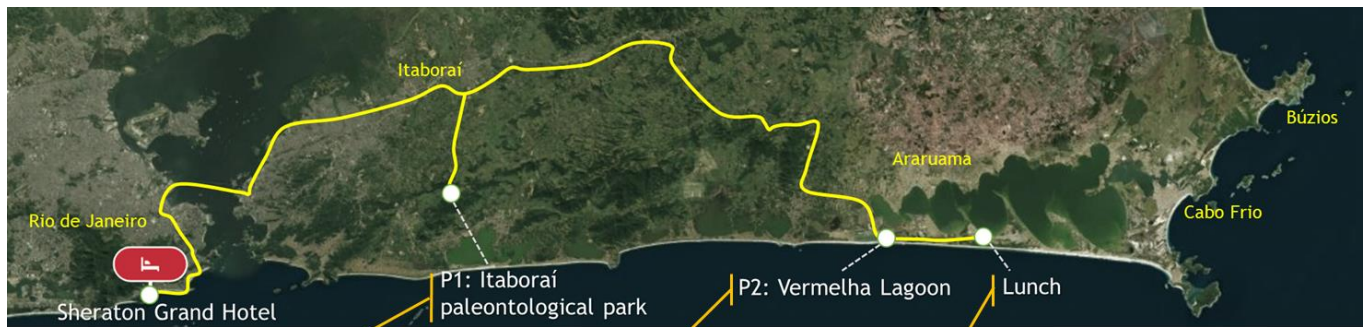 Itaboraí
Búzios
Araruama
Rio de Janeiro
Cabo Frio
P1: Itaboraí
paleontological park
P2: Vermelha Lagoon
Lunch
Sheraton Grand Hotel